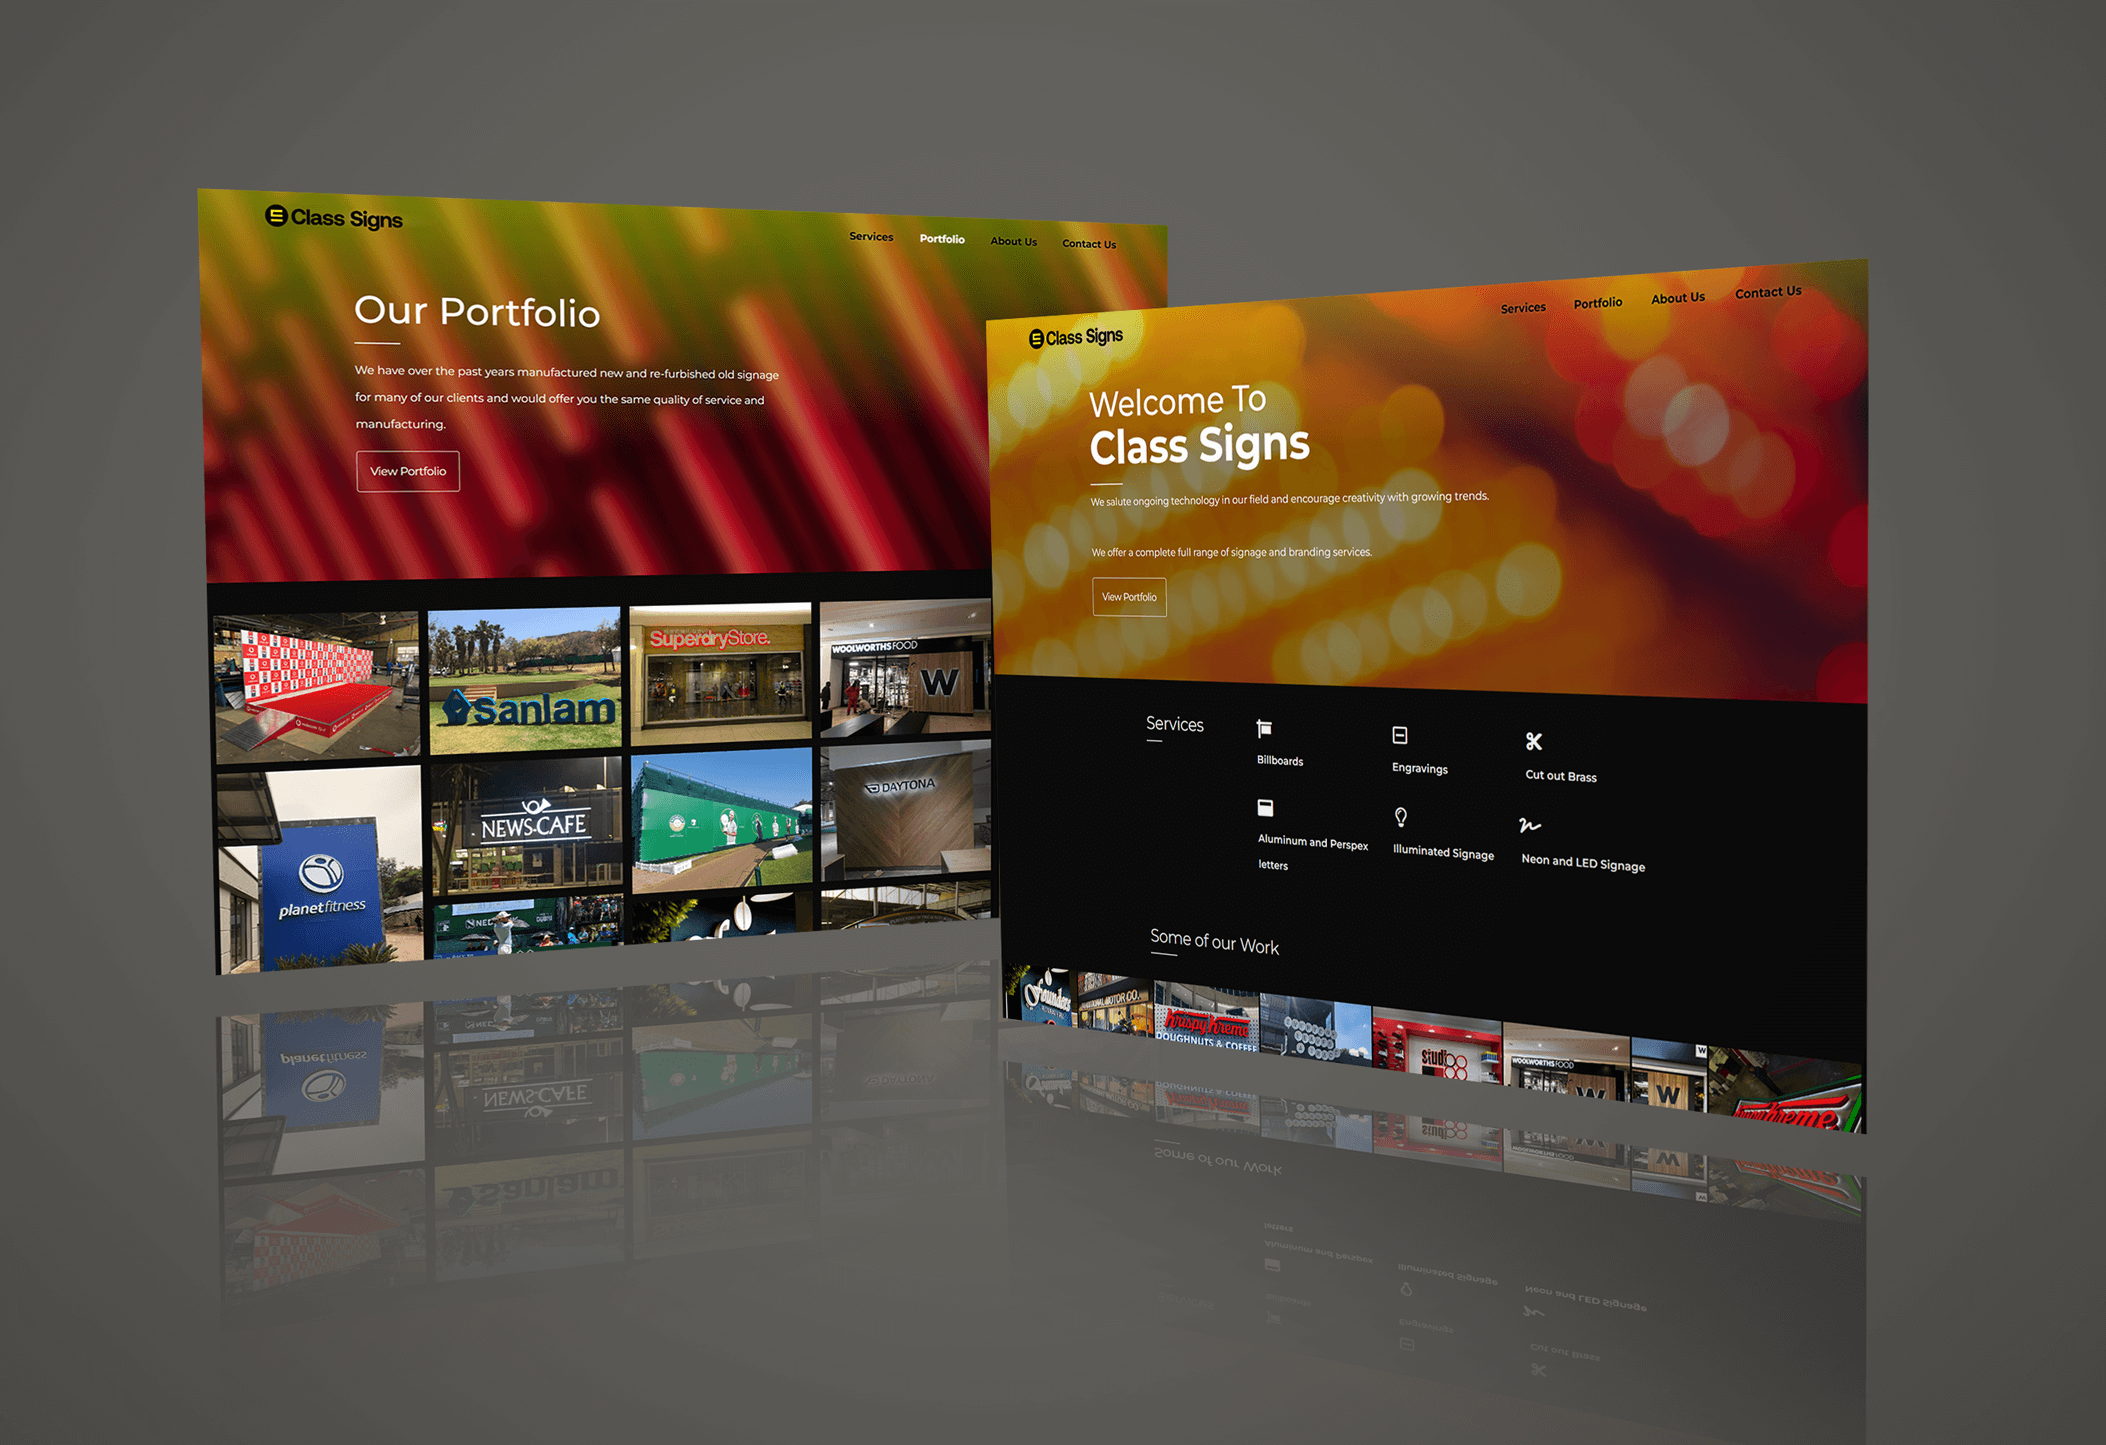 Class Signs
Services
Portfolio
About Us
Contact Us
Our Portfolio
We have over the past years manufactured new and re-furbished old signage
for many of our clients and would offer you the same quality of service and
manufacturing.
View Portfolio
sanlam
SuperdryStore.
WOOLWORTHS FOOD
W
planetfitness
NEWS·CAFE
DAYTONA
Class Signs
Services
Portfolio
About Us
Contact Us
Welcome To
Class Signs
We salute ongoing technology in our field and encourage creativity with growing trends.
We offer a complete full range of signage and branding services.
View Portfolio
Services
Billboards
Engravings
Cut out Brass
Aluminum and Perspex
letters
Illuminated Signage
Neon and LED Signage
Some of our Work
Founders
MOTOR CO.
Krispy Kreme
DOUGHNUTS & COFFEE
studio88
WOOLWORTHS FOOD
W
W
W
Krispy Kreme